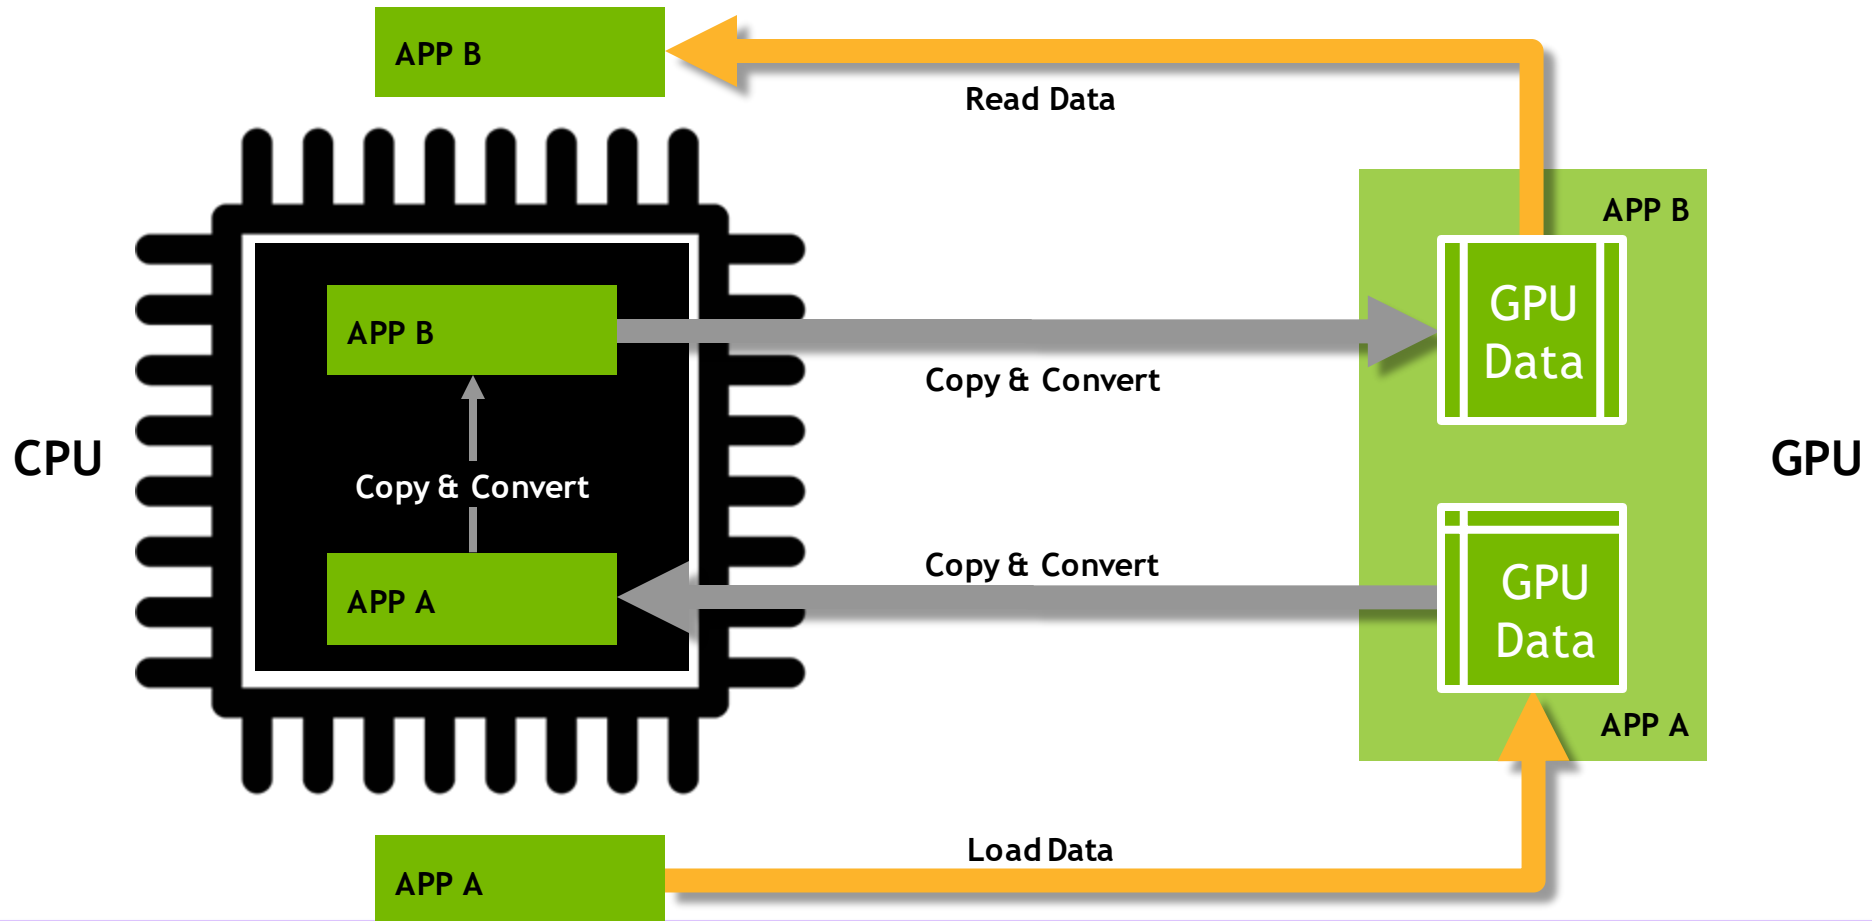 APP B
Read Data
APP B
GPU
Data
APP B
Copy & Convert
CPU
GPU
Copy & Convert
Copy & Convert
APP A
GPU
Data
APP A
Load Data
APP A